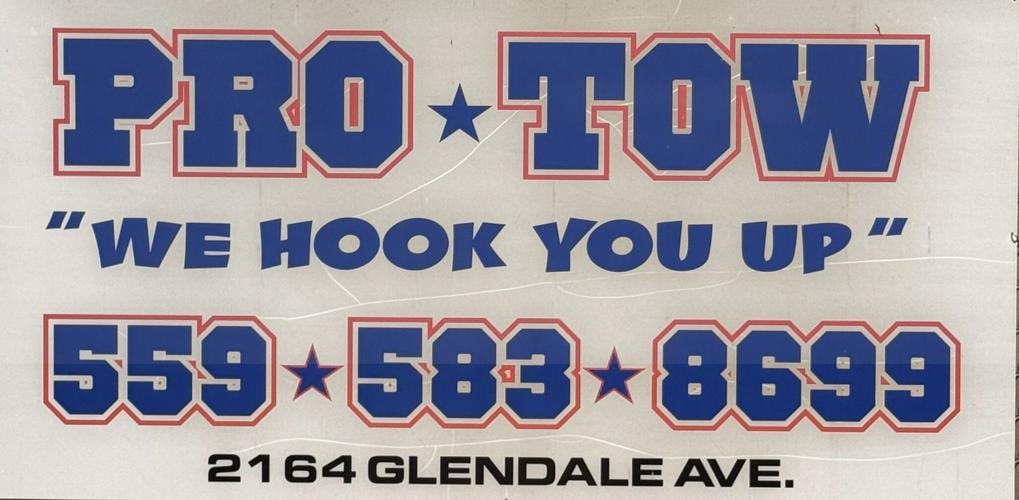 PRO ★ TOW
"WE HOOK YOU UP"
559 ★ 583 ★ 8699
2164 GLENDALE AVE.